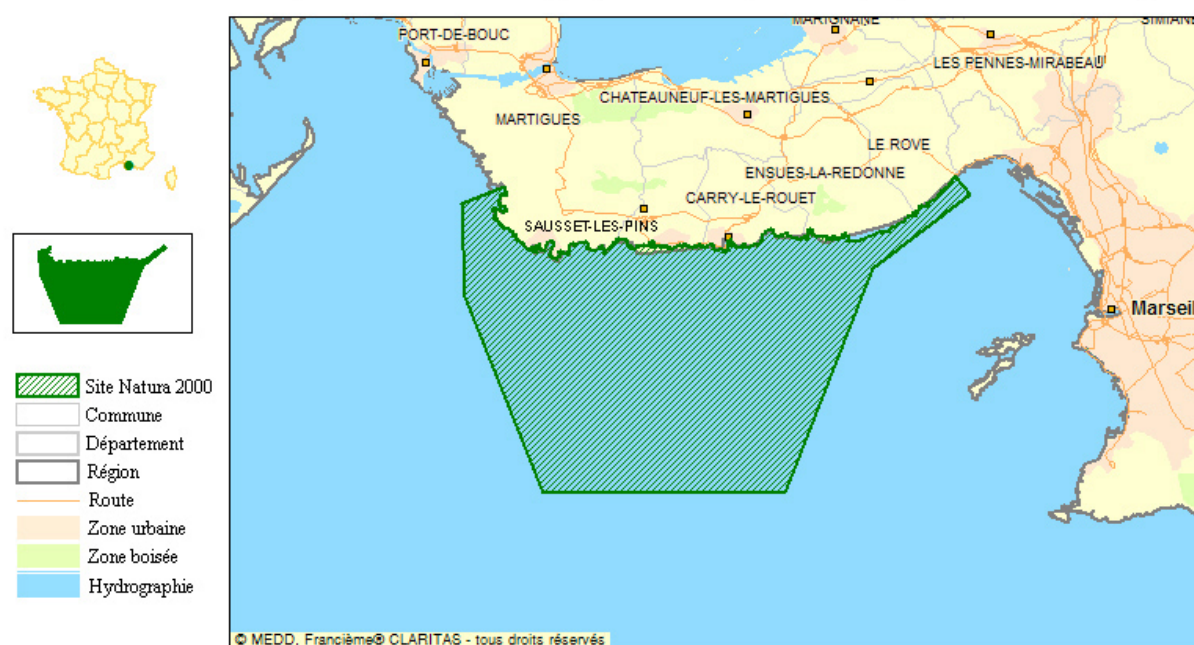 MARIGNANE
SIMIANE
PORT-DE-BOUC
LES PENNES-MIRABEAU
CHATEAUNEUF-LES-MARTIGUES
MARTIGUES
LE ROVE
ENSUES-LA-REDONNE
CARRY-LE-ROUET
SAUSSET-LES-PINS
Marseil
Site Natura 2000
Commune
Département
Région
Route
Zone urbaine
Zone boisée
Hydrographie
© MEDD, Francième® CLARITAS - tous droits réservés